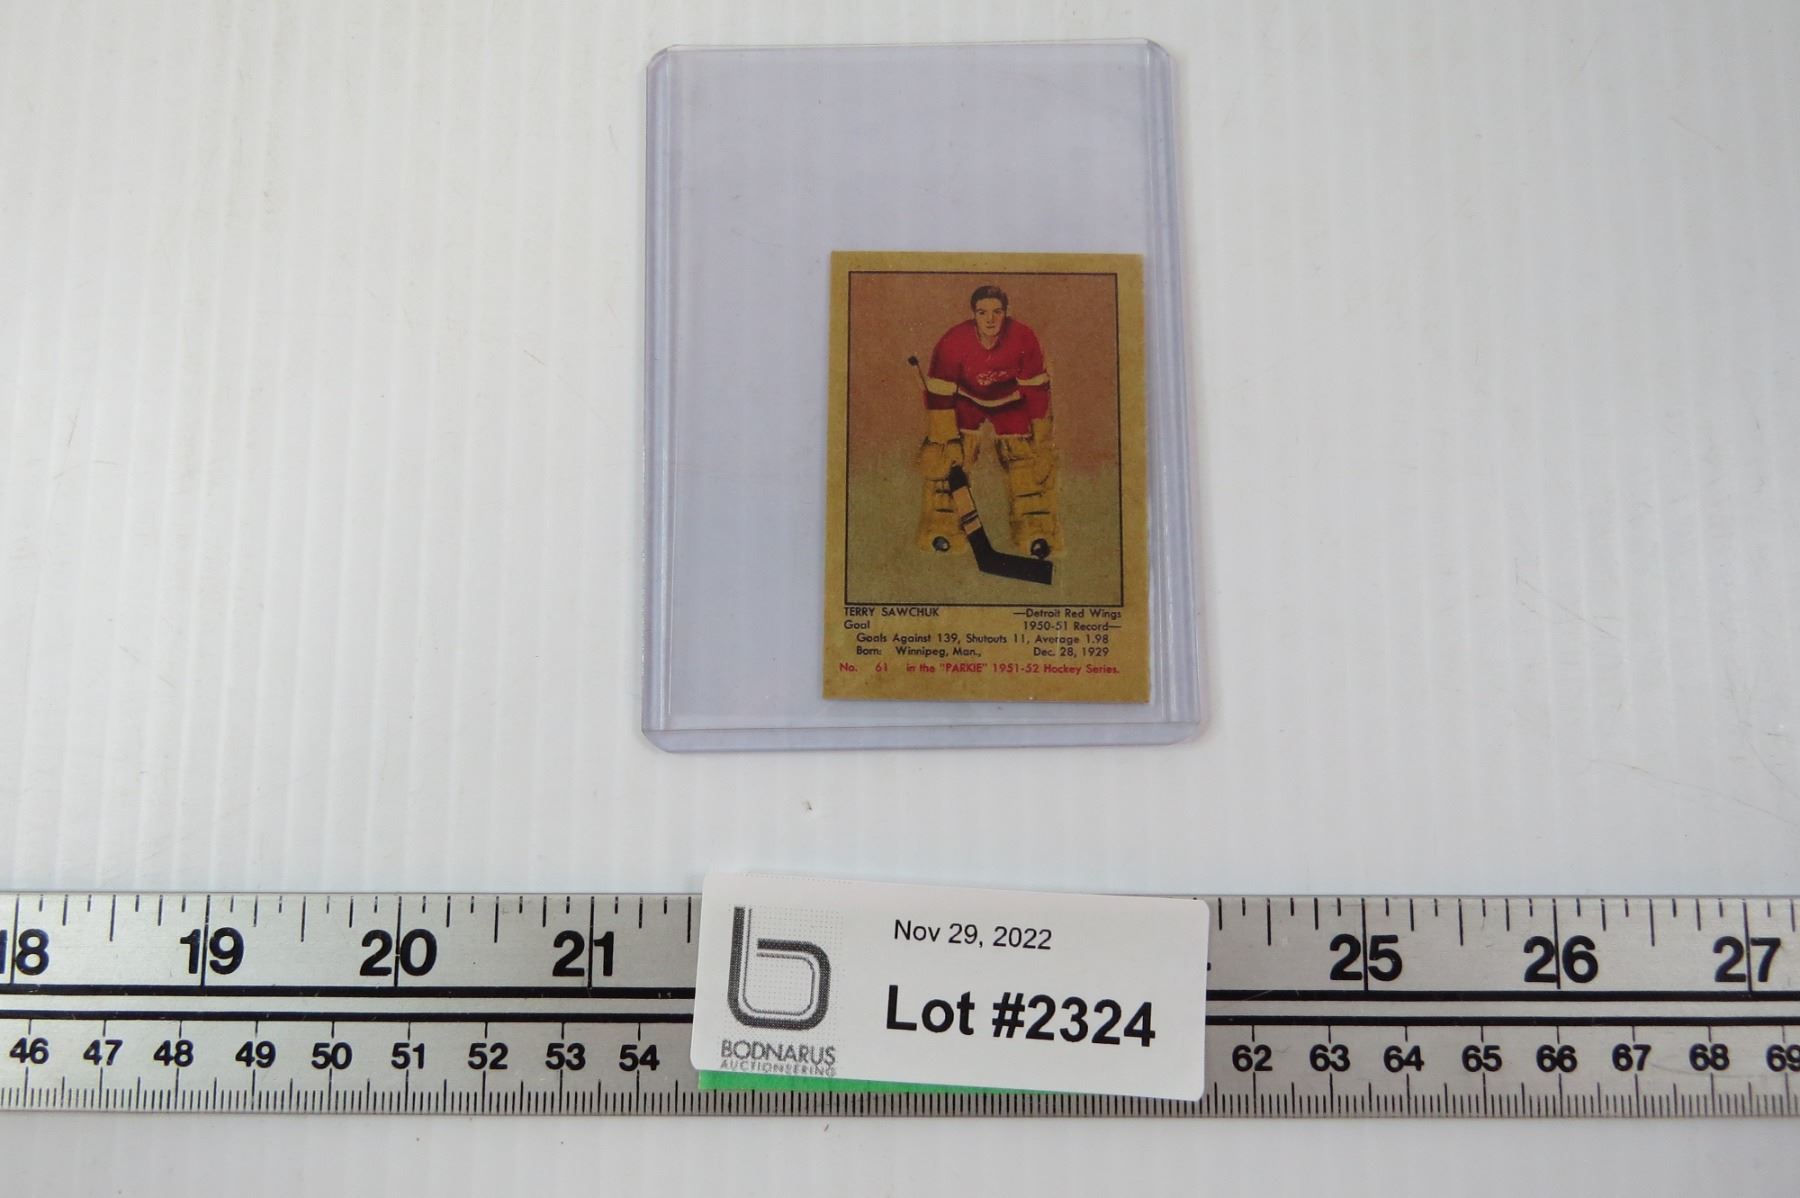 TERRY SAWCHUK —Detroit Red Wings
Goal 1950-51 Record—
Goals Against 139, Shutouts 11, Average 1.98
Born: Winnipeg, Man., Dec. 28, 1929
No. 61 in the "PARKIE" 1951-52 Hockey Series.
Nov 29, 2022
Lot #2324
b
BODNARUS
AUCTIONEERING
18 19 20 21 25 26 27
46 47 48 49 50 51 52 53 54 62 63 64 65 66 67 68 69